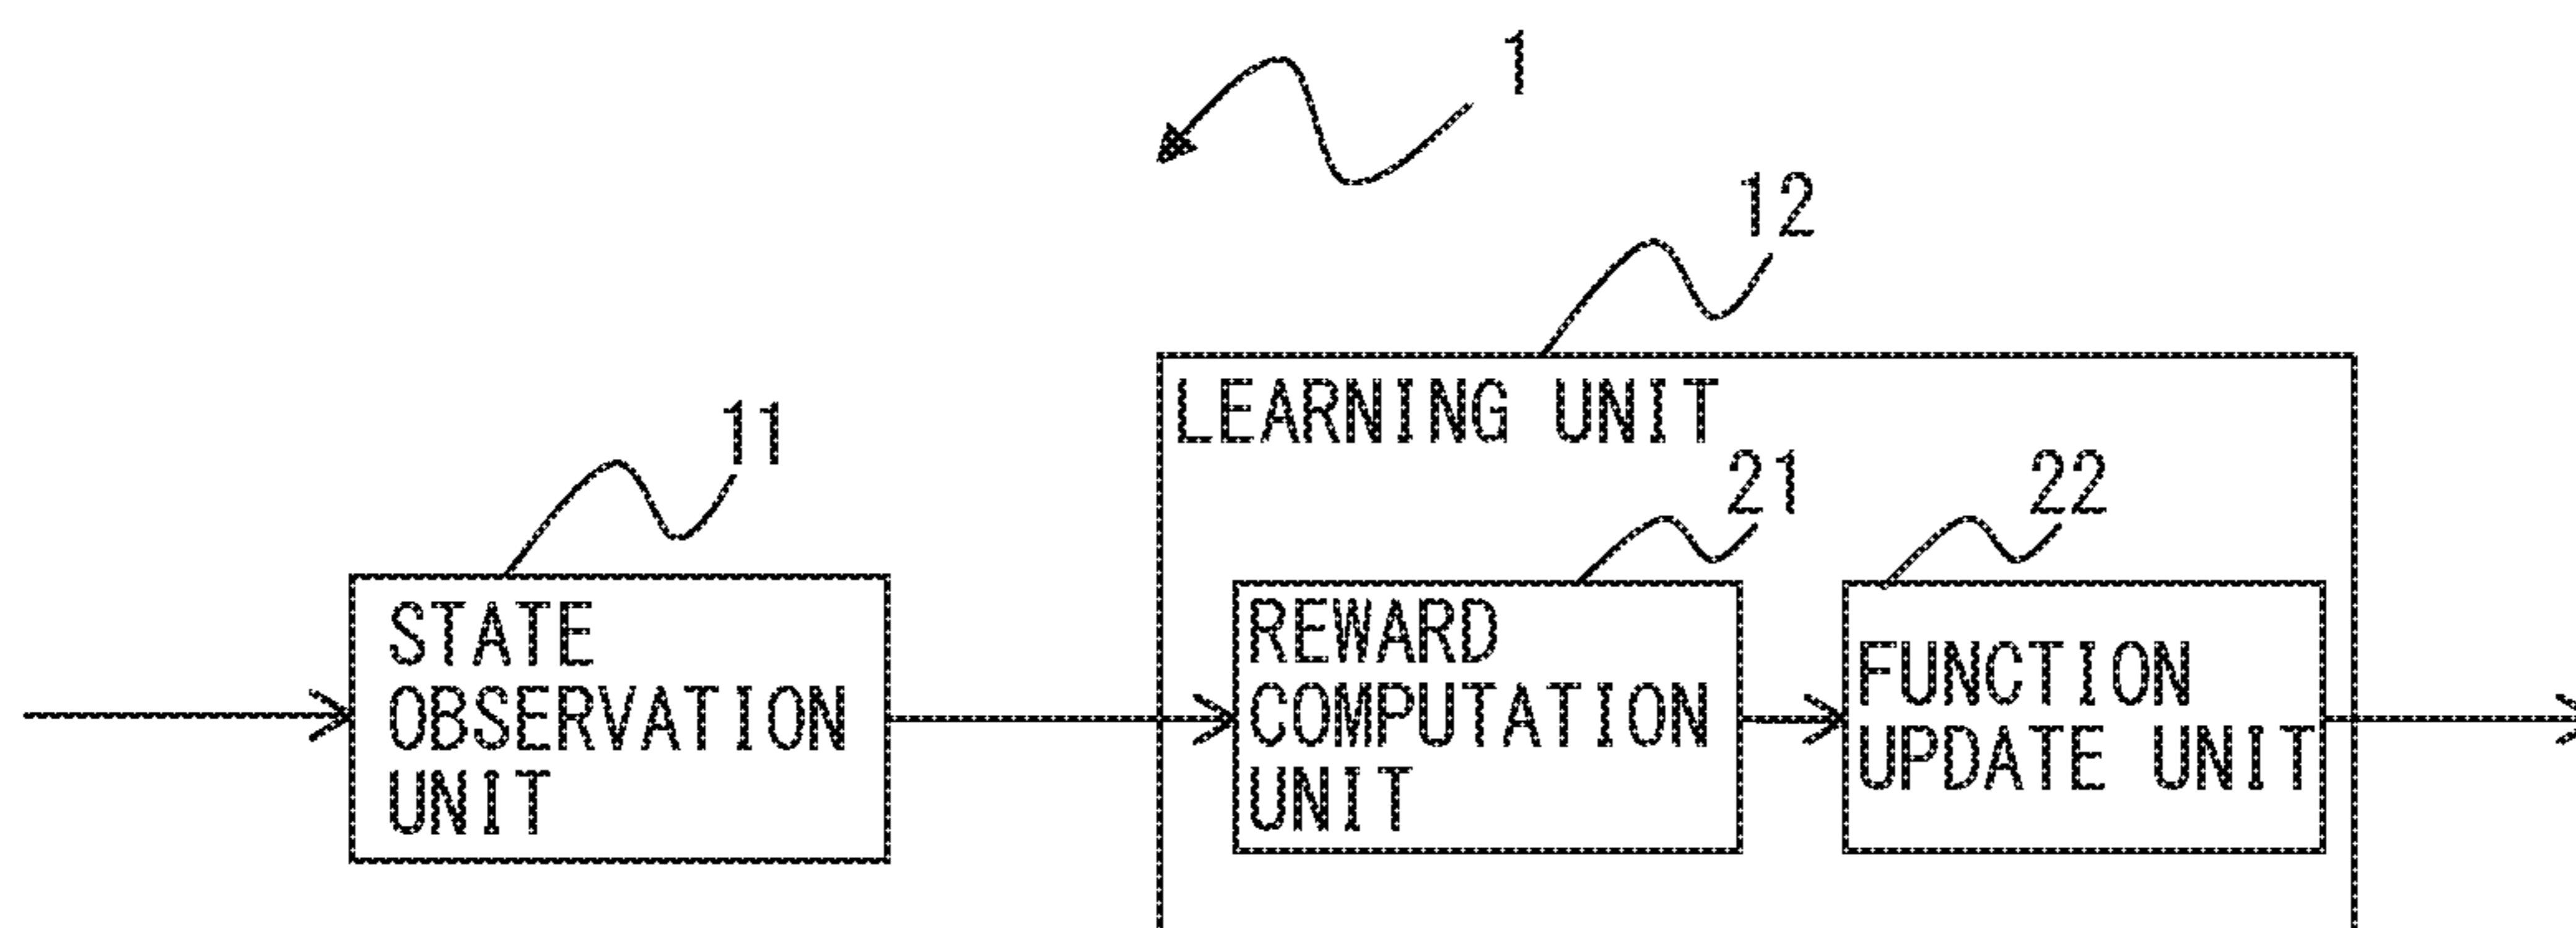 1
12
LEARNING UNIT
11
21
22
STATE
OBSERVATION
UNIT
REWARD
COMPUTATION
UNIT
FUNCTION
UPDATE UNIT